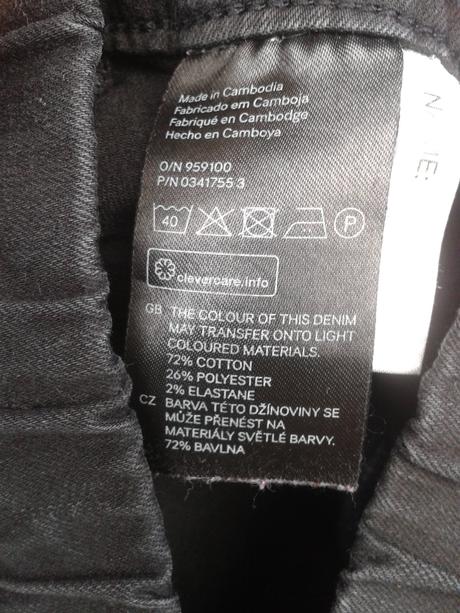 Made in Cambodia
Fabricado em Camboja
Fabriqué en Cambodge
Hecho en Camboya
O/N 959100
P/N 0341755 3
40
P
clevercare.info
GB THE COLOUR OF THIS DENIM
MAY TRANSFER ONTO LIGHT
COLOURED MATERIALS.
72% COTTON
26% POLYESTER
2% ELASTANE
CZ BARVA TÉTO DŽÍNOVINY SE
MŮŽE PŘENÉST NA
MATERIÁLY SVĚTLÉ BARVY.
72% BAVLNA